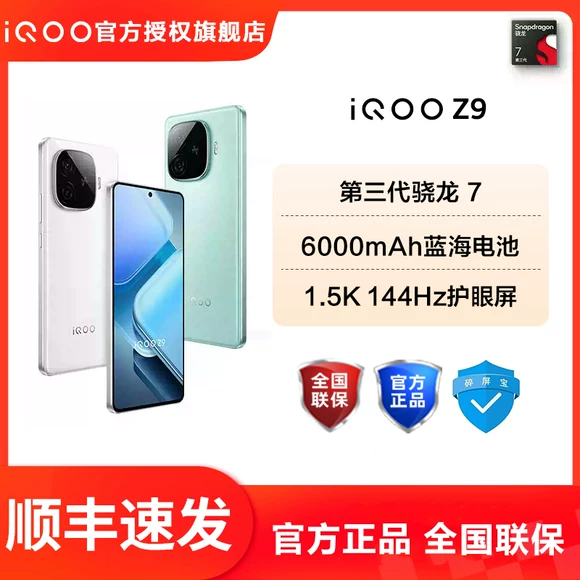 iQOO官方授权旗舰店
Snapdragon
骁龙
7
第三代
iQOO Z9
第三代骁龙 7
6000mAh蓝海电池
1.5K 144Hz护眼屏
iQOO
iQOO
iQOO Z9
全国
联保
官方
正品
碎屏宝
顺丰速发
官方正品 全国联保